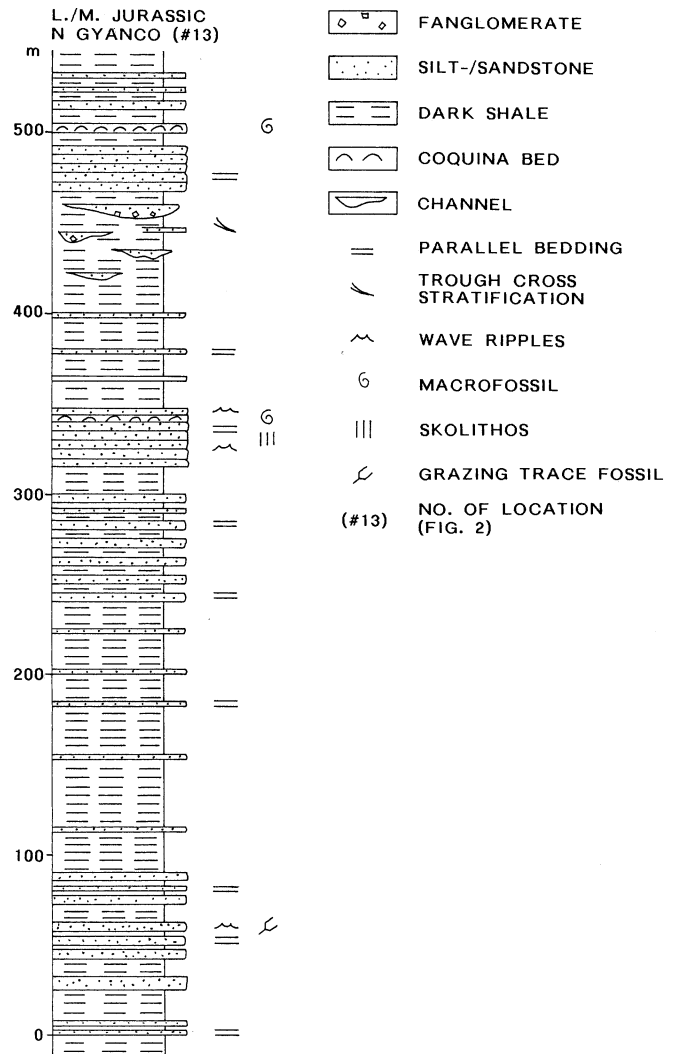 L./M. JURASSIC
N GYANCO (#13)
m
500
400
300
200
100
0
FANGLOMERATE
SILT-/SANDSTONE
DARK SHALE
COQUINA BED
CHANNEL
PARALLEL BEDDING
TROUGH CROSS
STRATIFICATION
WAVE RIPPLES
MACROFOSSIL
SKOLITHOS
GRAZING TRACE FOSSIL
(#13) NO. OF LOCATION
(FIG. 2)